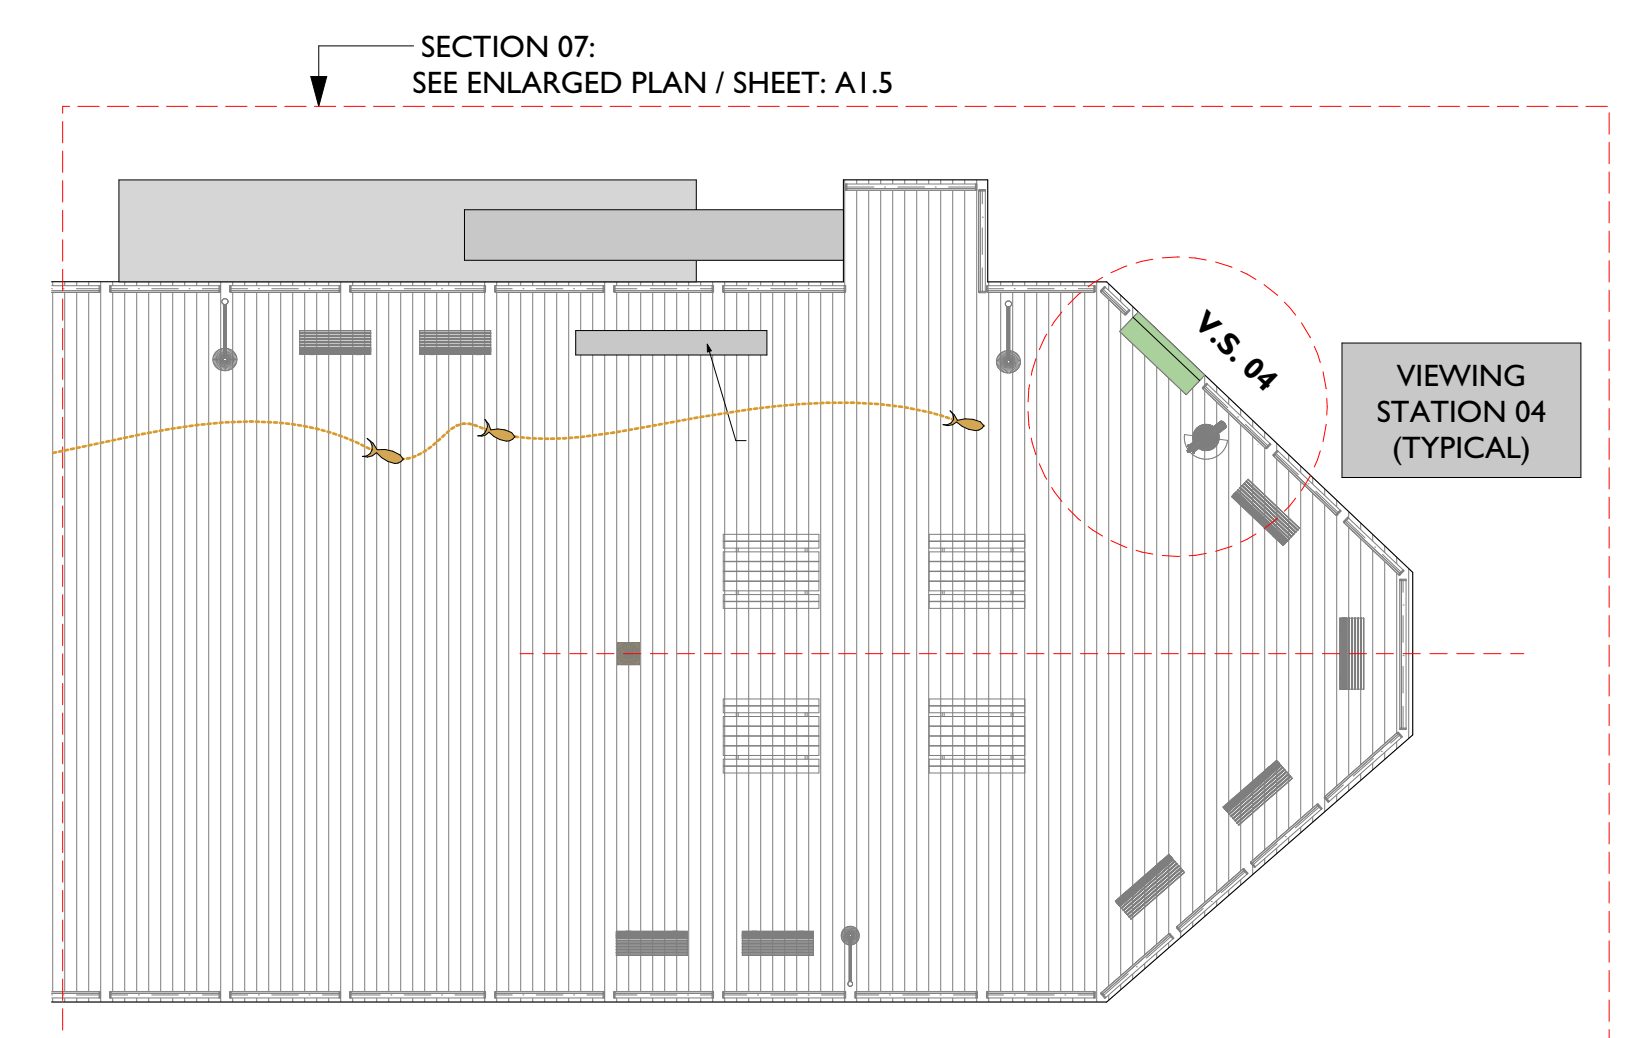 SECTION 07:
SEE ENLARGED PLAN / SHEET: A1.5
V.S. 04
VIEWING
STATION 04
(TYPICAL)